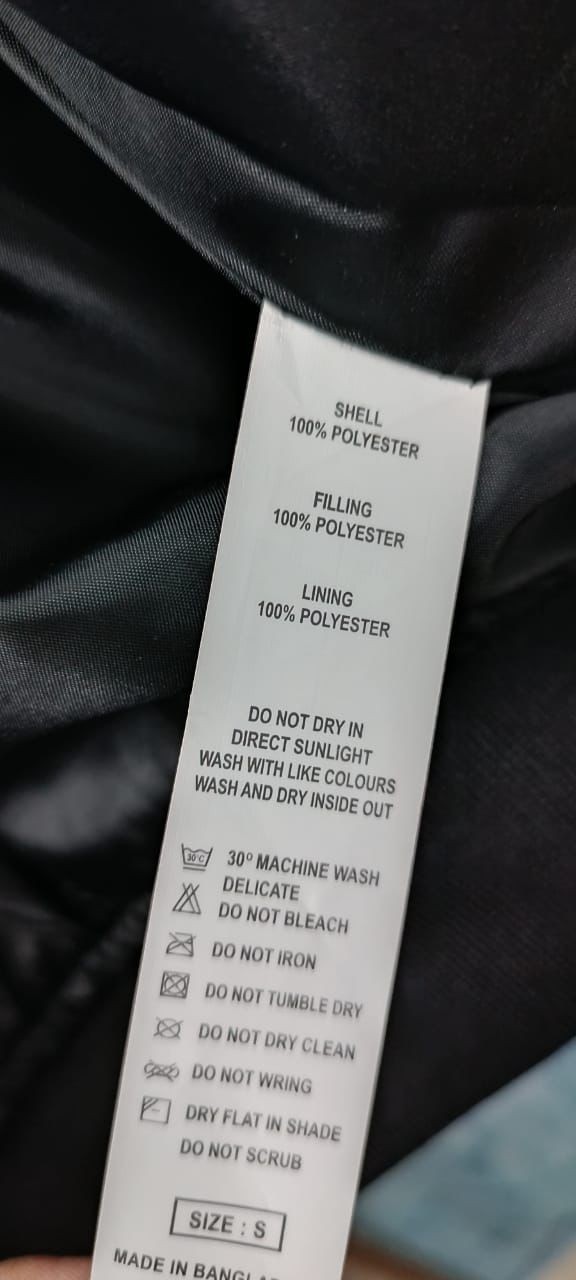 SHELL
100% POLYESTER
FILLING
100% POLYESTER
LINING
100% POLYESTER
DO NOT DRY IN
DIRECT SUNLIGHT
WASH WITH LIKE COLOURS
WASH AND DRY INSIDE OUT
30°C 30° MACHINE WASH
DELICATE
DO NOT BLEACH
DO NOT IRON
DO NOT TUMBLE DRY
DO NOT DRY CLEAN
DO NOT WRING
DRY FLAT IN SHADE
DO NOT SCRUB
SIZE : S
MADE IN